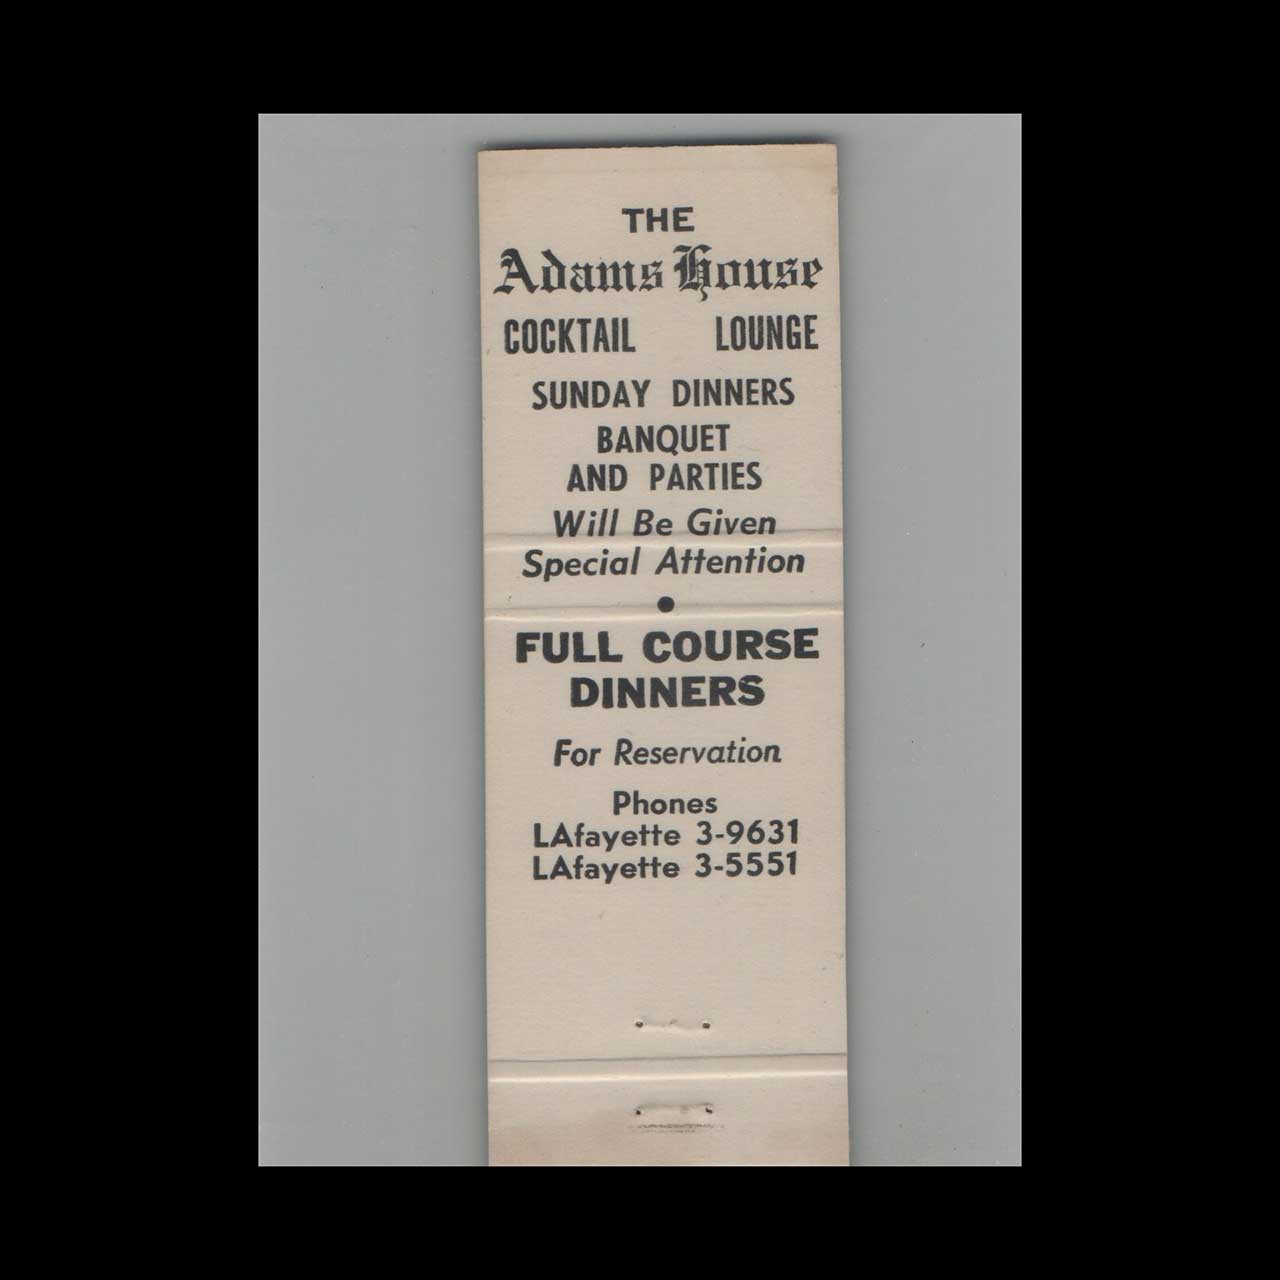 THE
Adams House
COCKTAIL LOUNGE
SUNDAY DINNERS
BANQUET
AND PARTIES
Will Be Given
Special Attention
•
FULL COURSE
DINNERS
For Reservation
Phones
LAfayette 3-9631
LAfayette 3-5551